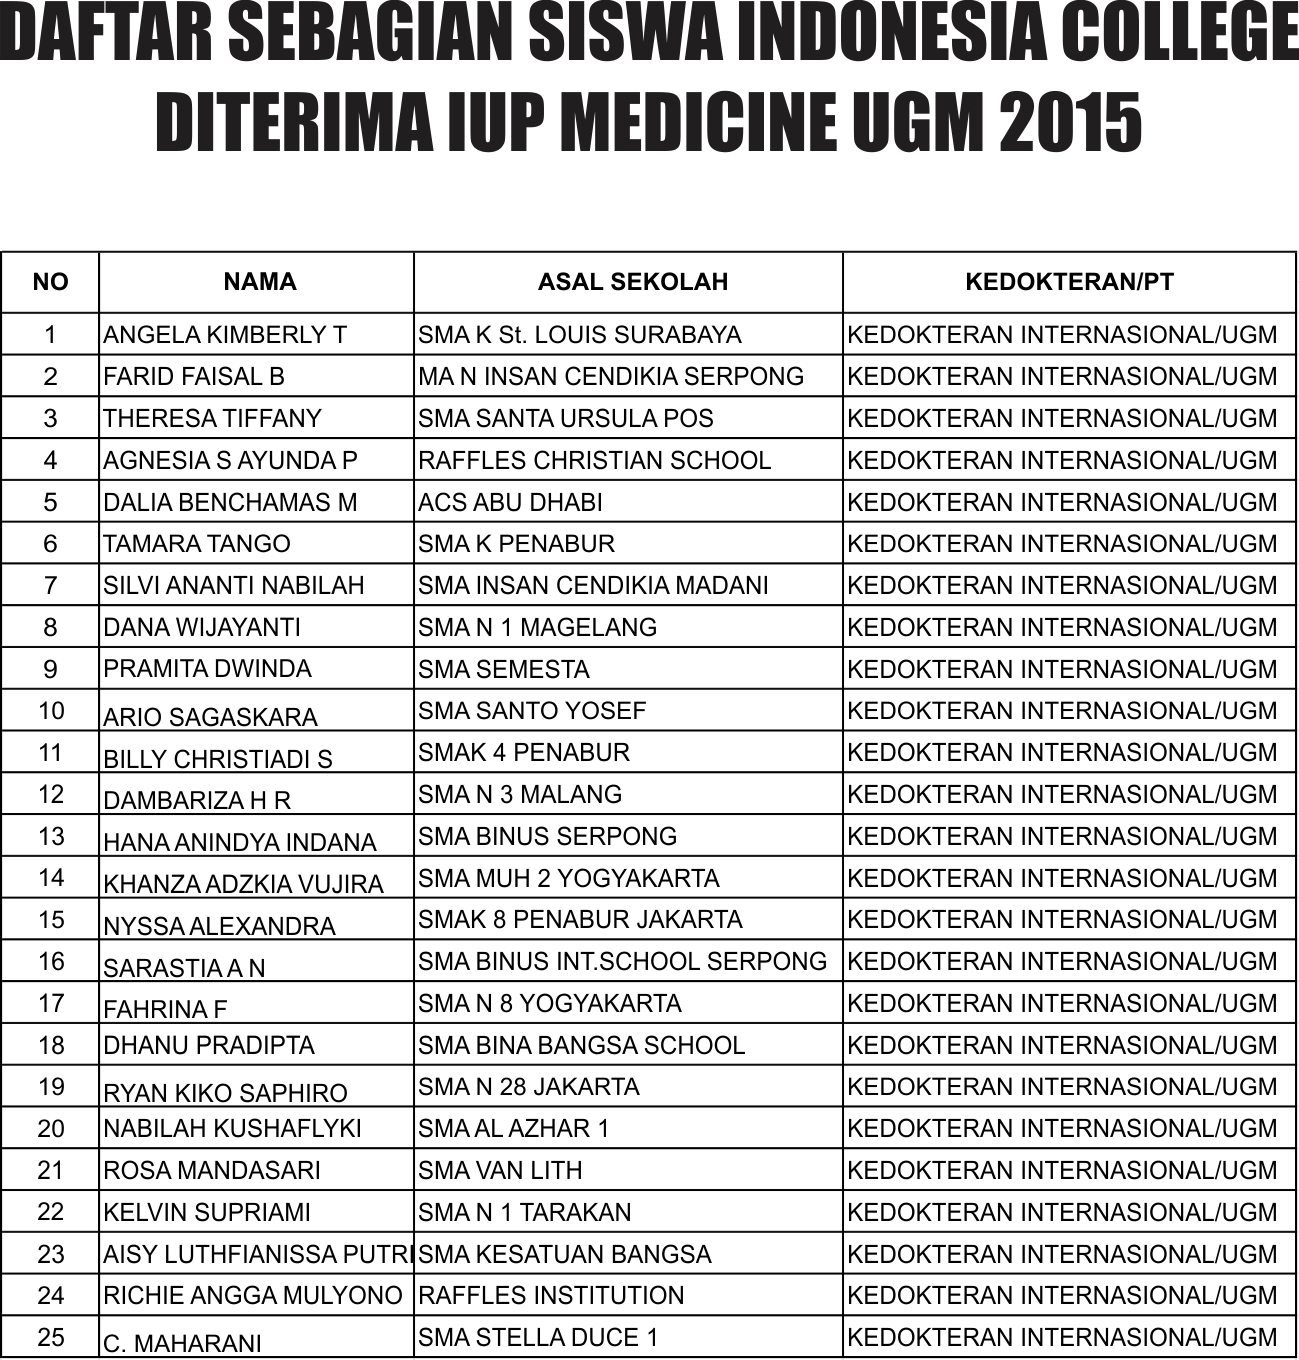 DAFTAR SEBAGIAN SISWA INDONESIA COLLEGE
DITERIMA IUP MEDICINE UGM 2015
NO NAMA ASAL SEKOLAH KEDOKTERAN/PT
1 ANGELA KIMBERLY T SMA K St. LOUIS SURABAYA KEDOKTERAN INTERNASIONAL/UGM
2 FARID FAISAL B MA N INSAN CENDIKIA SERPONG KEDOKTERAN INTERNASIONAL/UGM
3 THERESA TIFFANY SMA SANTA URSULA POS KEDOKTERAN INTERNASIONAL/UGM
4 AGNESIA S AYUNDA P RAFFLES CHRISTIAN SCHOOL KEDOKTERAN INTERNASIONAL/UGM
5 DALIA BENCHAMAS M ACS ABU DHABI KEDOKTERAN INTERNASIONAL/UGM
6 TAMARA TANGO SMA K PENABUR KEDOKTERAN INTERNASIONAL/UGM
7 SILVI ANANTI NABILAH SMA INSAN CENDIKIA MADANI KEDOKTERAN INTERNASIONAL/UGM
8 DANA WIJAYANTI SMA N 1 MAGELANG KEDOKTERAN INTERNASIONAL/UGM
9 PRAMITA DWINDA SMA SEMESTA KEDOKTERAN INTERNASIONAL/UGM
10 ARIO SAGASKARA SMA SANTO YOSEF KEDOKTERAN INTERNASIONAL/UGM
11 BILLY CHRISTIADI S SMAK 4 PENABUR KEDOKTERAN INTERNASIONAL/UGM
12 DAMBARIZA H R SMA N 3 MALANG KEDOKTERAN INTERNASIONAL/UGM
13 HANA ANINDYA INDANA SMA BINUS SERPONG KEDOKTERAN INTERNASIONAL/UGM
14 KHANZA ADZKIA VUJIRA SMA MUH 2 YOGYAKARTA KEDOKTERAN INTERNASIONAL/UGM
15 NYSSA ALEXANDRA SMAK 8 PENABUR JAKARTA KEDOKTERAN INTERNASIONAL/UGM
16 SARASTIA A N SMA BINUS INT.SCHOOL SERPONG KEDOKTERAN INTERNASIONAL/UGM
17 FAHRINA F SMA N 8 YOGYAKARTA KEDOKTERAN INTERNASIONAL/UGM
18 DHANU PRADIPTA SMA BINA BANGSA SCHOOL KEDOKTERAN INTERNASIONAL/UGM
19 RYAN KIKO SAPHIRO SMA N 28 JAKARTA KEDOKTERAN INTERNASIONAL/UGM
20 NABILAH KUSHAFLYKI SMA AL AZHAR 1 KEDOKTERAN INTERNASIONAL/UGM
21 ROSA MANDASARI SMA VAN LITH KEDOKTERAN INTERNASIONAL/UGM
22 KELVIN SUPRIAMI SMA N 1 TARAKAN KEDOKTERAN INTERNASIONAL/UGM
23 AISY LUTHFIANISSA PUTRI SMA KESATUAN BANGSA KEDOKTERAN INTERNASIONAL/UGM
24 RICHIE ANGGA MULYONO RAFFLES INSTITUTION KEDOKTERAN INTERNASIONAL/UGM
25 C. MAHARANI SMA STELLA DUCE 1 KEDOKTERAN INTERNASIONAL/UGM